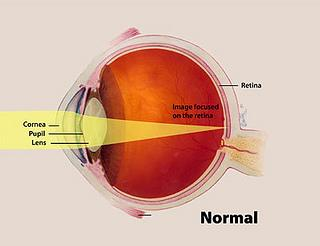 Retina
Image focused
on the retina
Cornea
Pupil
Lens
Normal